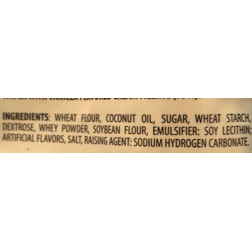 INGREDIENTS: WHEAT FLOUR, COCONUT OIL, SUGAR, WHEAT STARCH,
DEXTROSE, WHEY POWDER, SOYBEAN FLOUR, EMULSIFIER: SOY LECITHIN;
ARTIFICIAL FLAVORS, SALT, RAISING AGENT: SODIUM HYDROGEN CARBONATE.